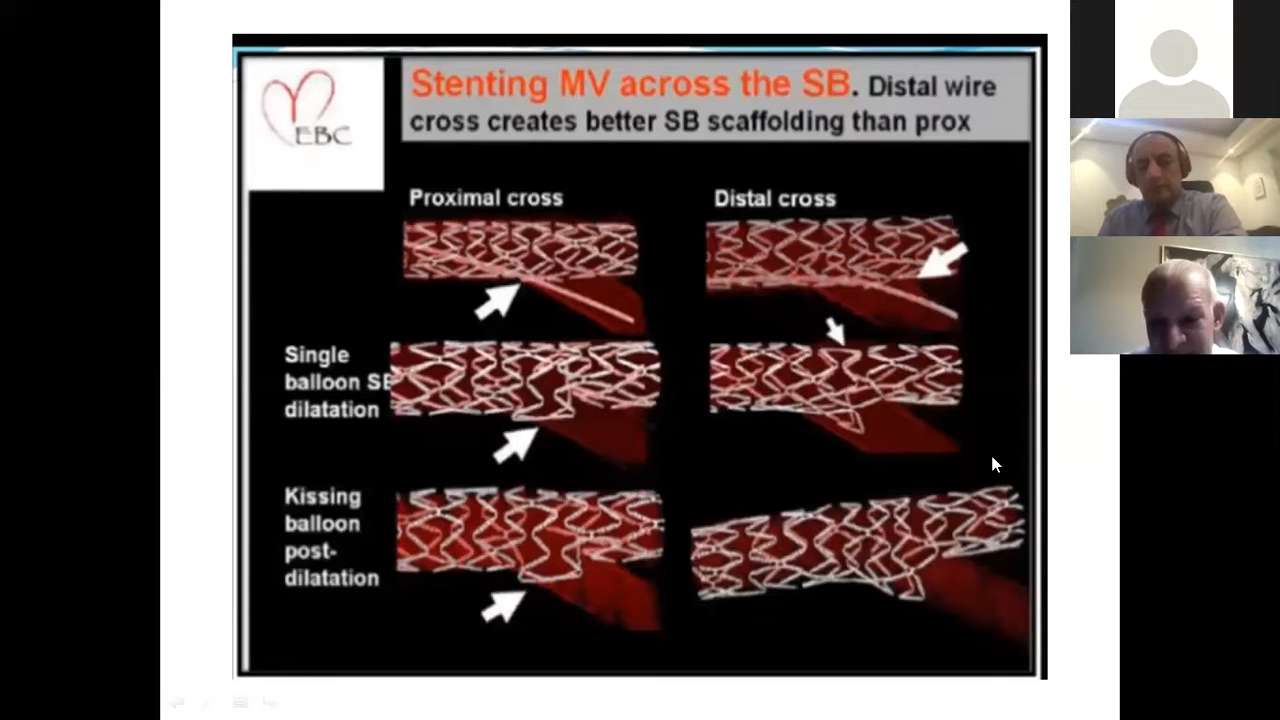 EBC
Stenting MV across the SB. Distal wire
cross creates better SB scaffolding than prox
Proximal cross
Distal cross
Single
balloon SB
dilatation
Kissing
balloon
post-
dilatation